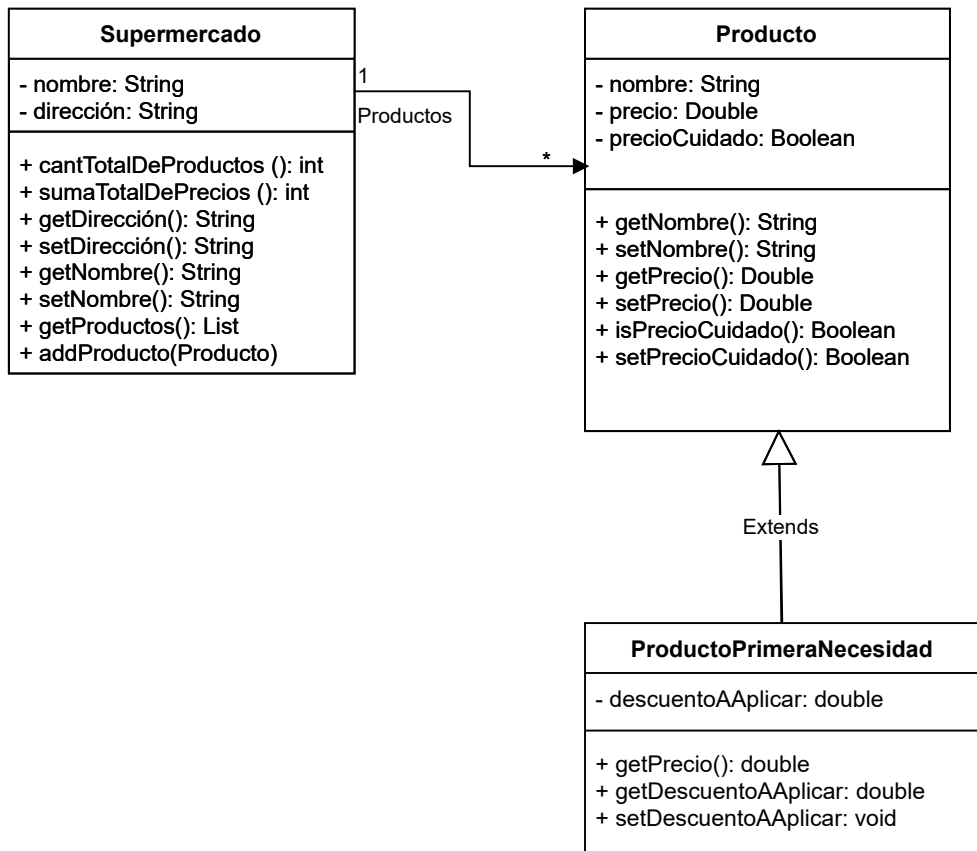 Supermercado
- nombre: String
- dirección: String
+ cantTotalDeProductos (): int
+ sumaTotalDePrecios (): int
+ getDirección(): String
+ setDirección(): String
+ getNombre(): String
+ setNombre(): String
+ getProductos(): List
+ addProducto(Producto)
1
Productos
*
Producto
- nombre: String
- precio: Double
- precioCuidado: Boolean
+ getNombre(): String
+ setNombre(): String
+ getPrecio(): Double
+ setPrecio(): Double
+ isPrecioCuidado(): Boolean
+ setPrecioCuidado(): Boolean
Extends
ProductoPrimeraNecesidad
- descuentoAAplicar: double
+ getPrecio(): double
+ getDescuentoAAplicar: double
+ setDescuentoAAplicar: void